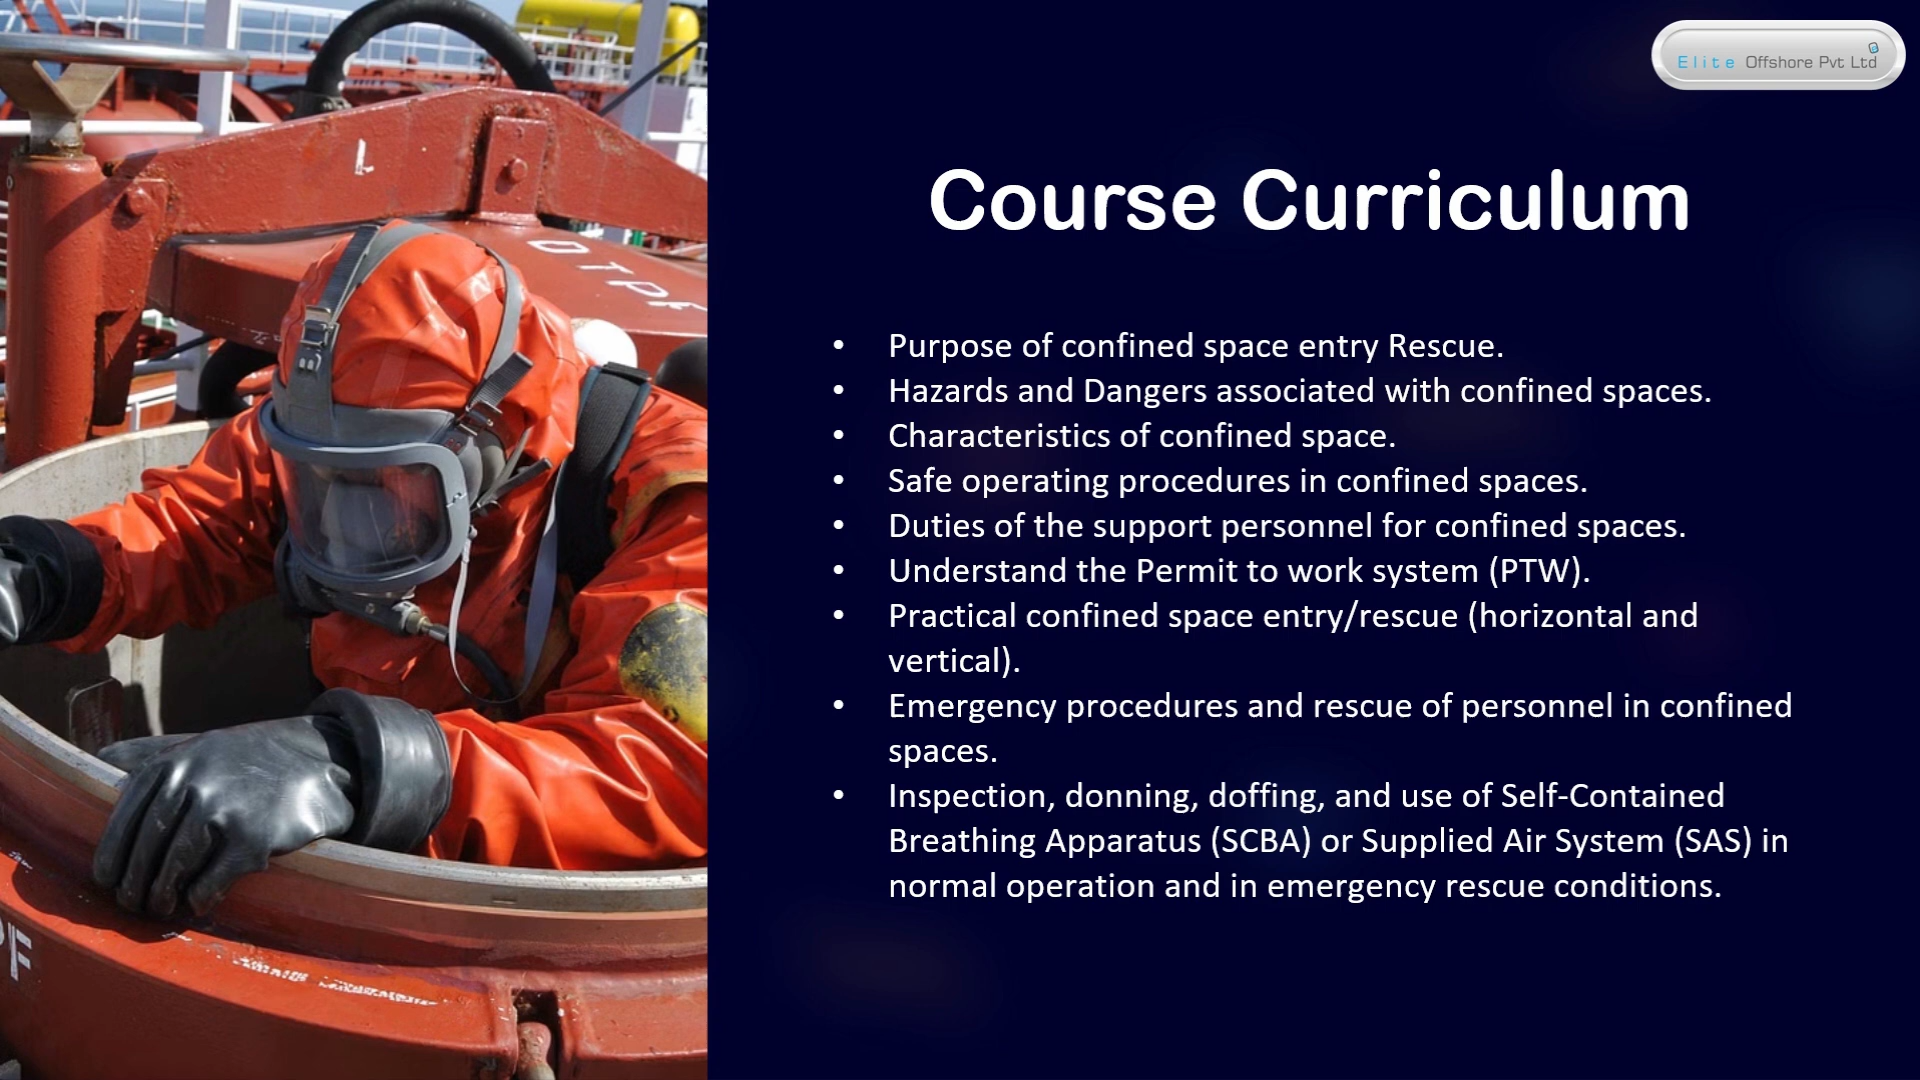 Elite Offshore Pvt Ltd
L
OTPF
PF
Course Curriculum
• Purpose of confined space entry Rescue.
• Hazards and Dangers associated with confined spaces.
• Characteristics of confined space.
• Safe operating procedures in confined spaces.
• Duties of the support personnel for confined spaces.
• Understand the Permit to work system (PTW).
• Practical confined space entry/rescue (horizontal and
vertical).
• Emergency procedures and rescue of personnel in confined
spaces.
• Inspection, donning, doffing, and use of Self-Contained
Breathing Apparatus (SCBA) or Supplied Air System (SAS) in
normal operation and in emergency rescue conditions.